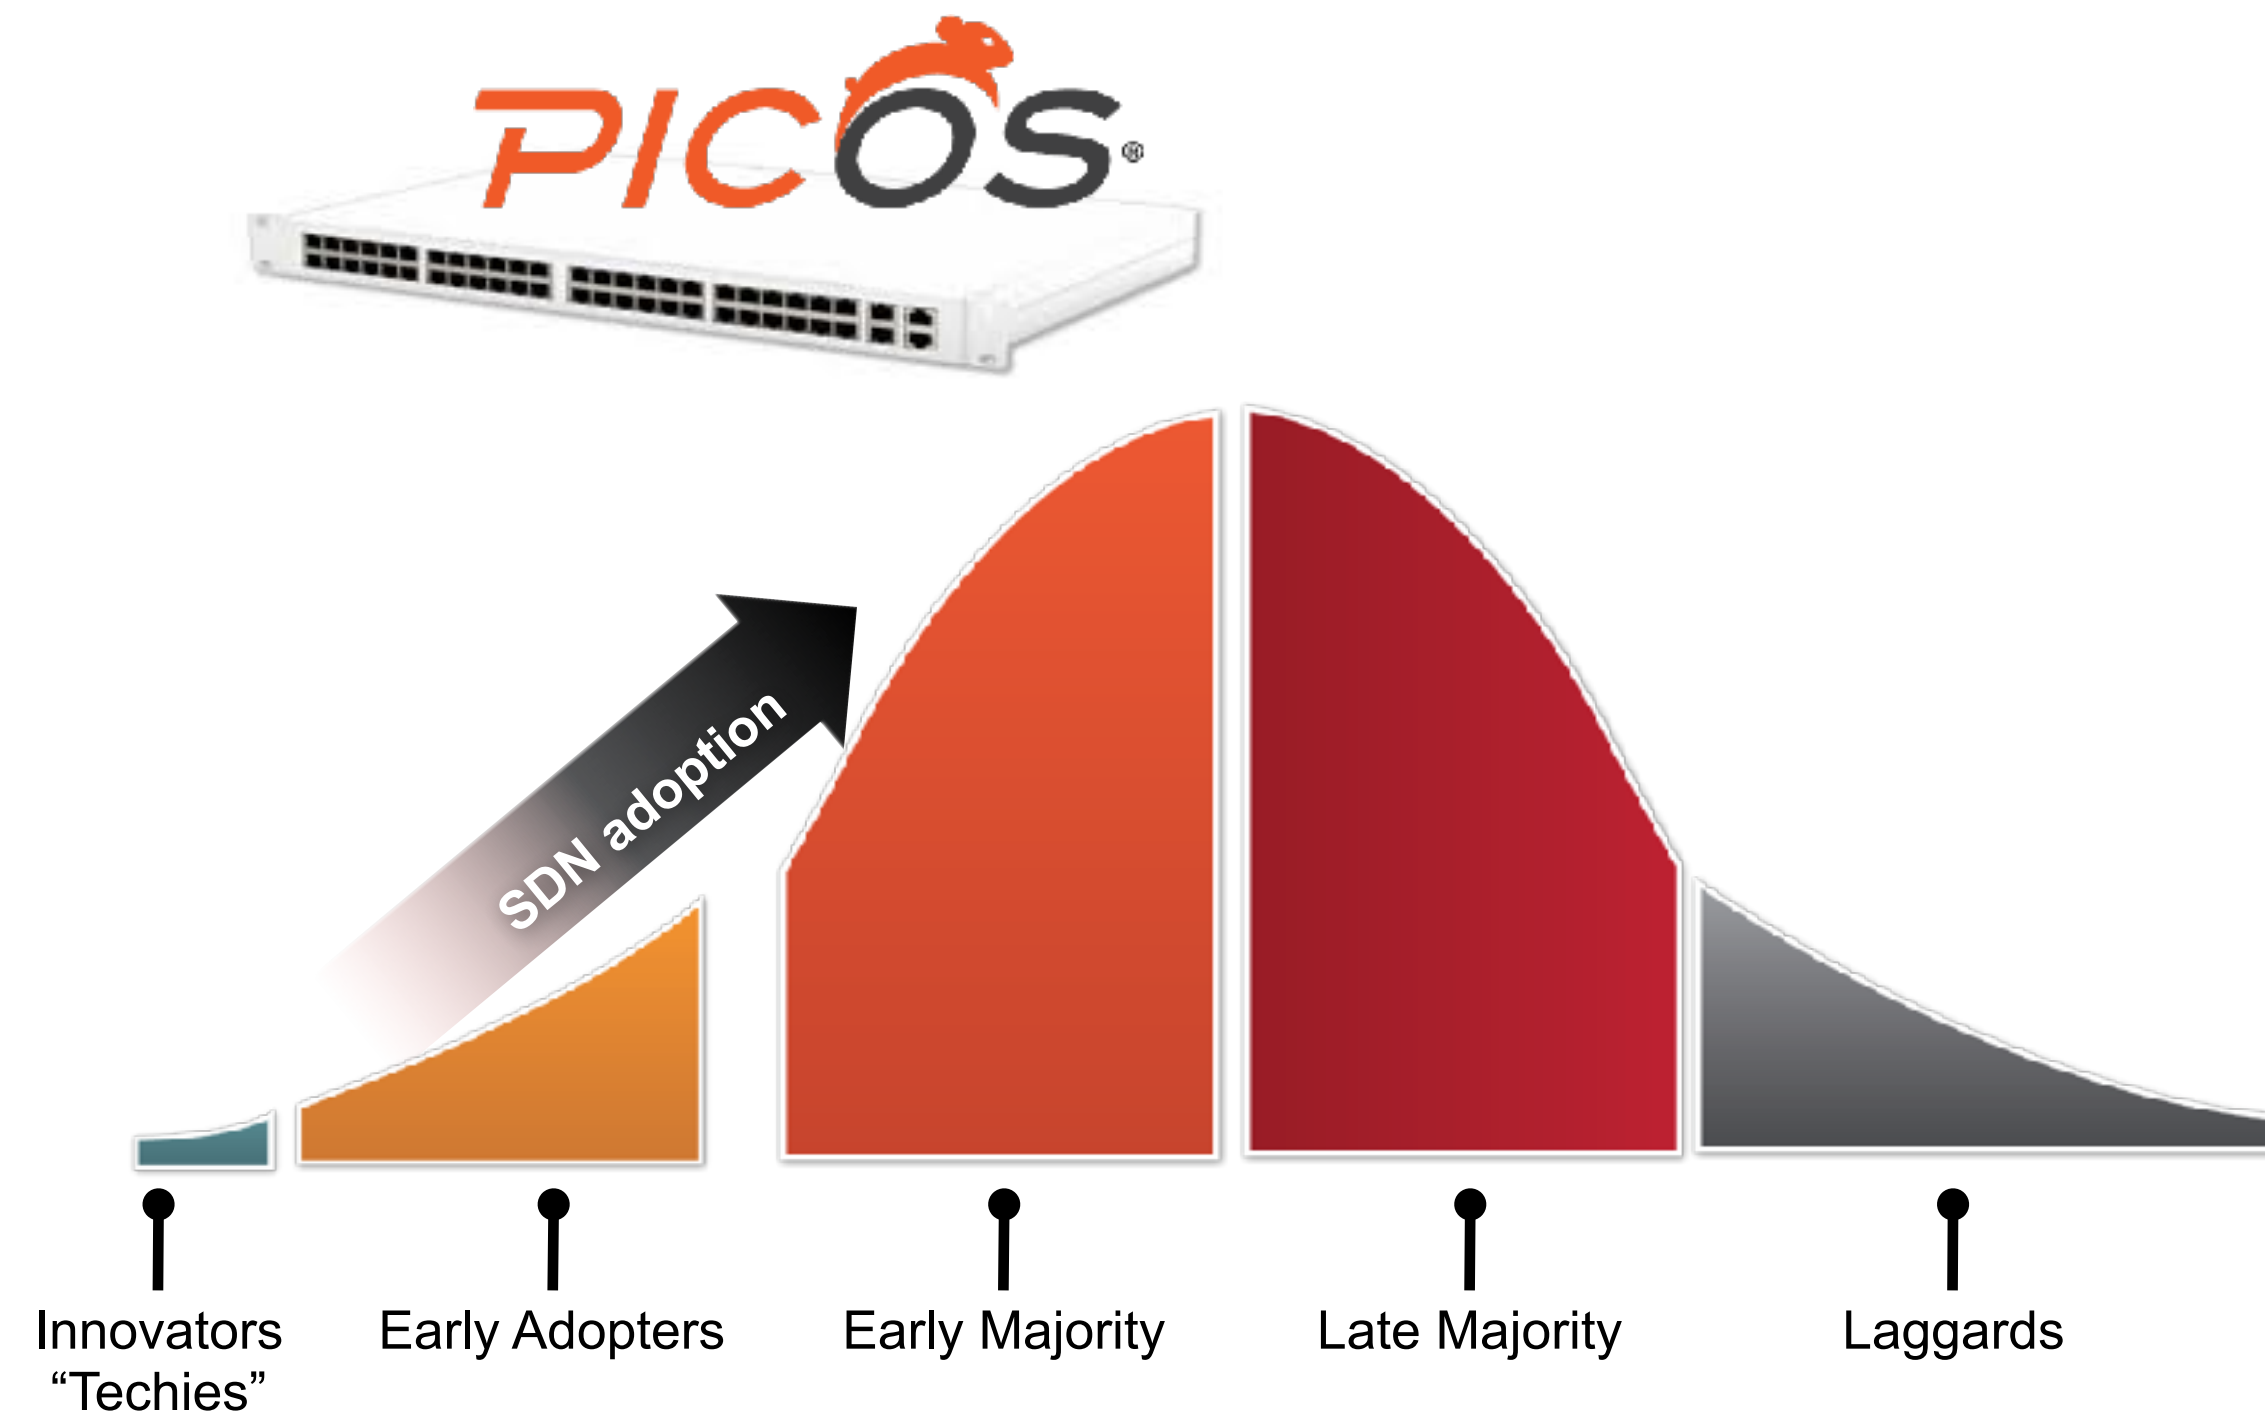 PICOS®
SDN adoption
Innovators
“Techies”
Early Adopters
Early Majority
Late Majority
Laggards